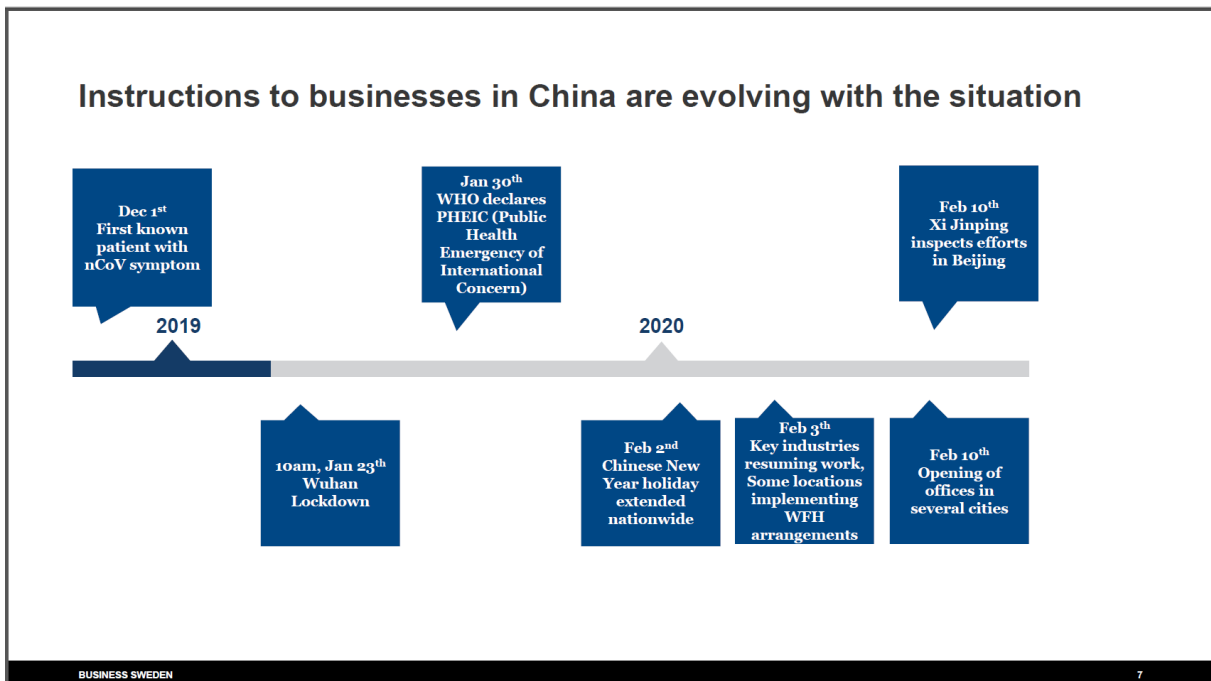 Instructions to businesses in China are evolving with the situation
Dec 1st
First known
patient with
nCoV symptom
Jan 30th
WHO declares
PHEIC (Public
Health
Emergency of
International
Concern)
Feb 10th
Xi Jinping
inspects efforts
in Beijing
2019
2020
10am, Jan 23th
Wuhan
Lockdown
Feb 2nd
Chinese New
Year holiday
extended
nationwide
Feb 3th
Key industries
resuming work,
Some locations
implementing
WFH
arrangements
Feb 10th
Opening of
offices in
several cities
BUSINESS SWEDEN
7